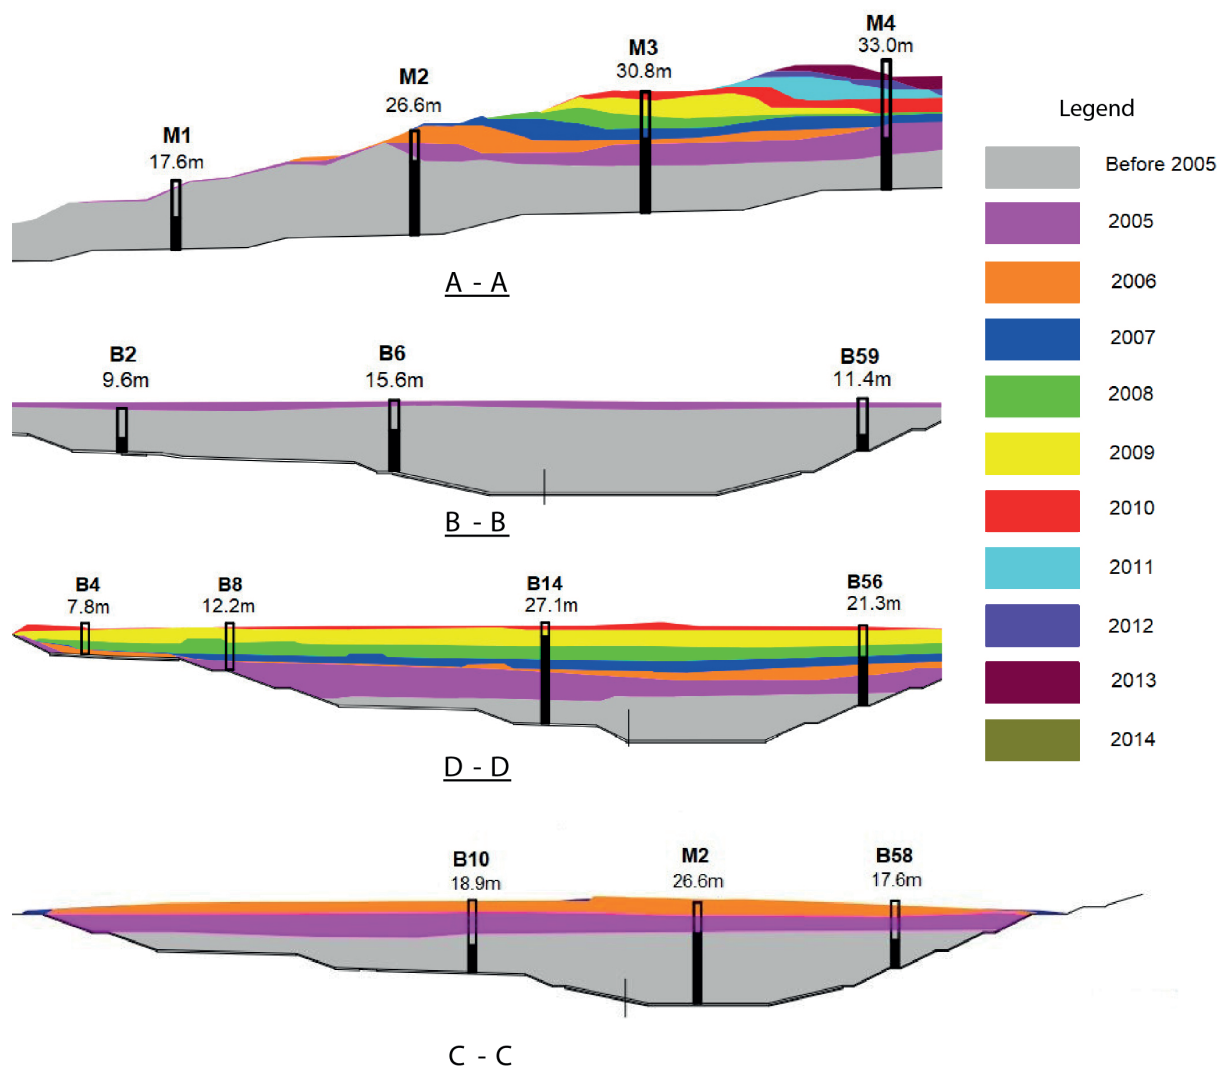 M4
33.0m
M3
30.8m
M2
26.6m
M1
17.6m
A - A
B2
9.6m
B6
15.6m
B59
11.4m
B - B
B4
7.8m
B8
12.2m
B14
27.1m
B56
21.3m
D - D
B10
18.9m
M2
26.6m
B58
17.6m
C - C
Legend
Before 2005
2005
2006
2007
2008
2009
2010
2011
2012
2013
2014